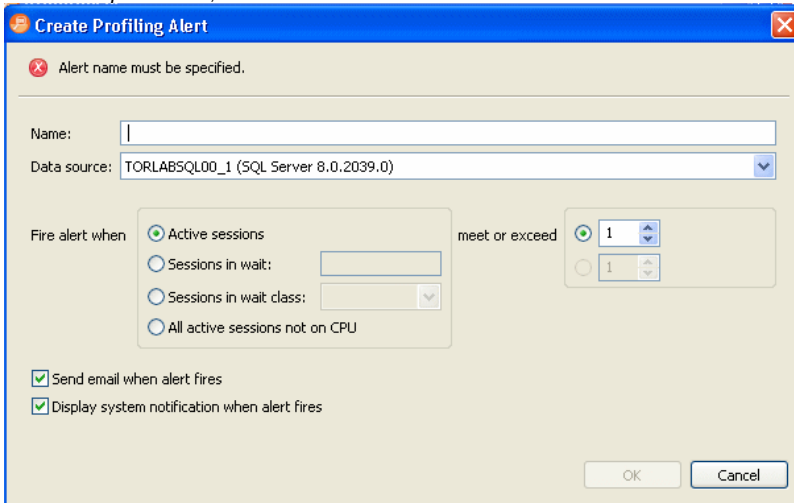 Create Profiling Alert
Alert name must be specified.
Name:
Data source: TORLABSQL00_1 (SQL Server 8.0.2039.0)
Fire alert when
Active sessions
meet or exceed
1
Sessions in wait:
1
Sessions in wait class:
All active sessions not on CPU
Send email when alert fires
Display system notification when alert fires
OK
Cancel